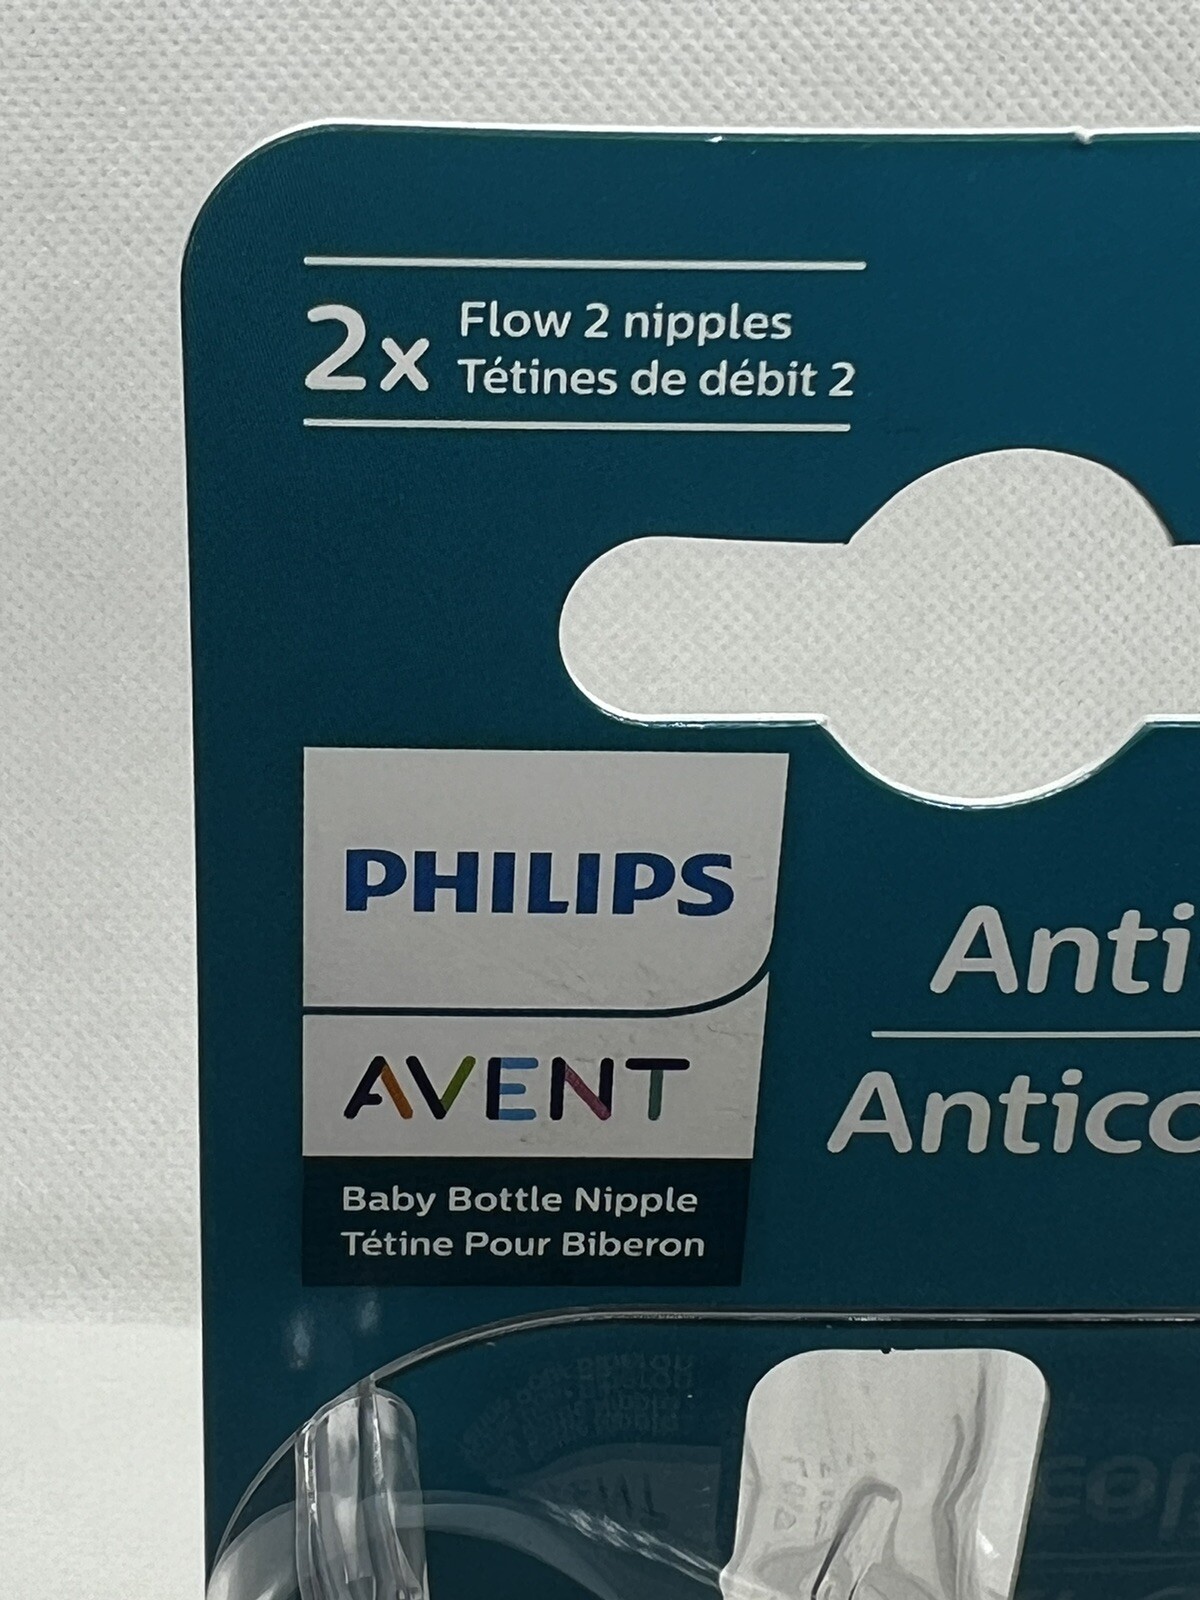 2x Flow 2 nipples
Tétines de débit 2
PHILIPS
AVENT
Baby Bottle Nipple
Tétine Pour Biberon
Anti
Antico